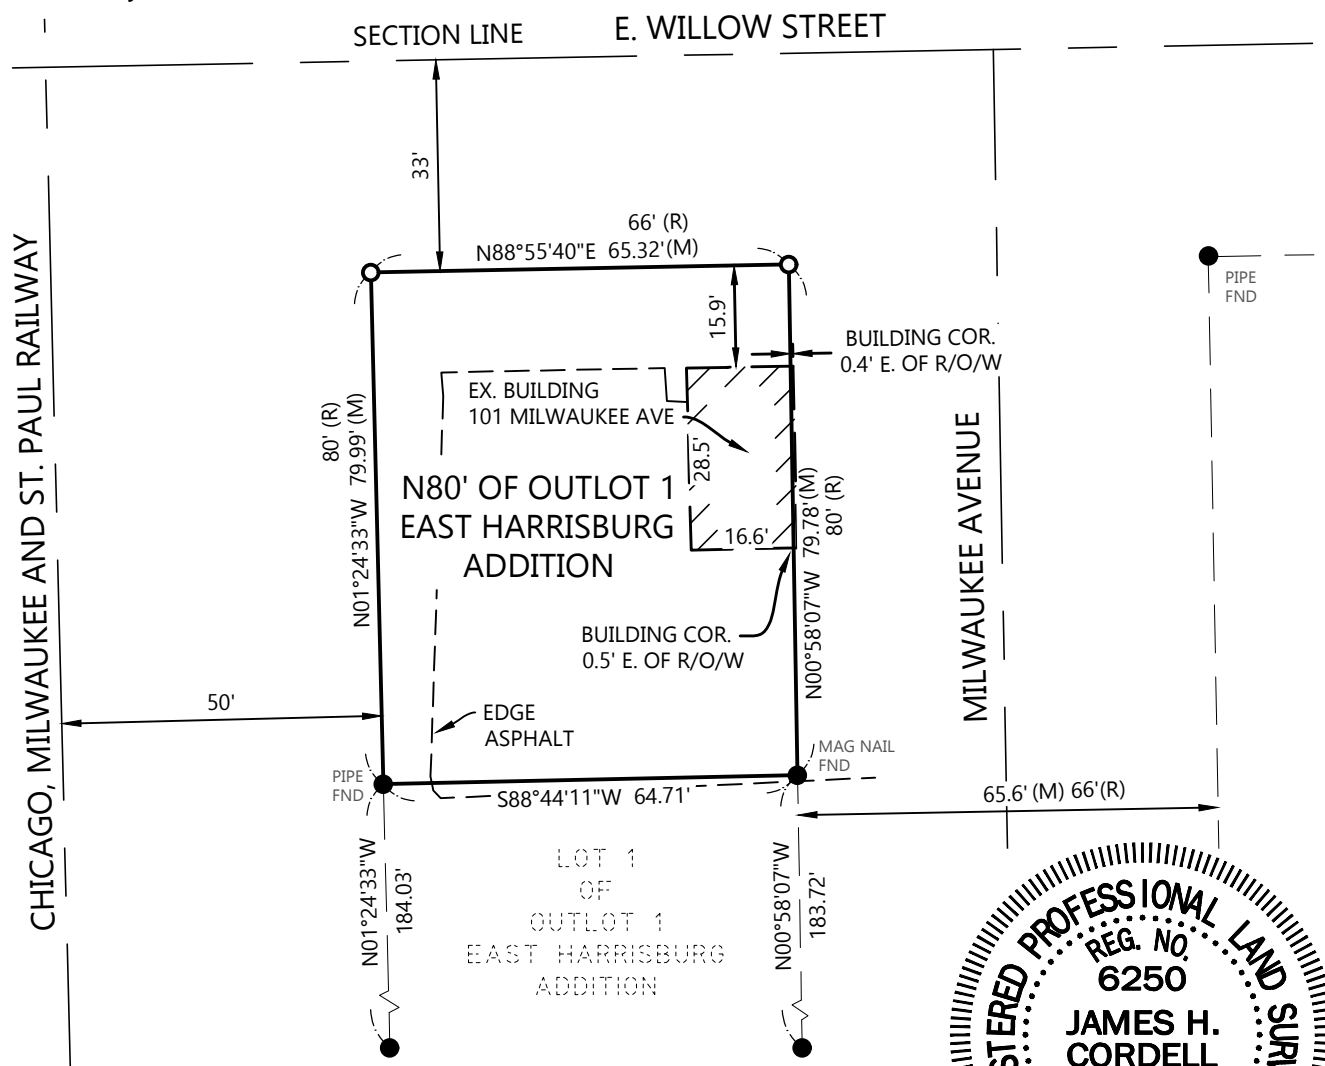 SECTION LINE
E. WILLOW STREET
33'
66' (R)
N88°55'40"E 65.32'(M)
PIPE
FND
15.9'
BUILDING COR.
0.4' E. OF R/O/W
CHICAGO, MILWAUKEE AND ST. PAUL RAILWAY
80' (R)
N01°24'33"W 79.99' (M)
EX. BUILDING
101 MILWAUKEE AVE
28.5'
16.6'
N80' OF OUTLOT 1
EAST HARRISBURG
ADDITION
N00°58'07"W 79.78'(M)
80' (R)
MILWAUKEE AVENUE
BUILDING COR.
0.5' E. OF R/O/W
50'
EDGE
ASPHALT
PIPE
FND
MAG NAIL
FND
S88°44'11"W 64.71'
65.6' (M) 66'(R)
N01°24'33"W
184.03'
LOT 1
OF
OUTLOT 1
EAST HARRISBURG
ADDITION
N00°58'07"W
183.72'
PROFESSIONAL LAND
REG. NO.
6250
JAMES H.
CORDELL